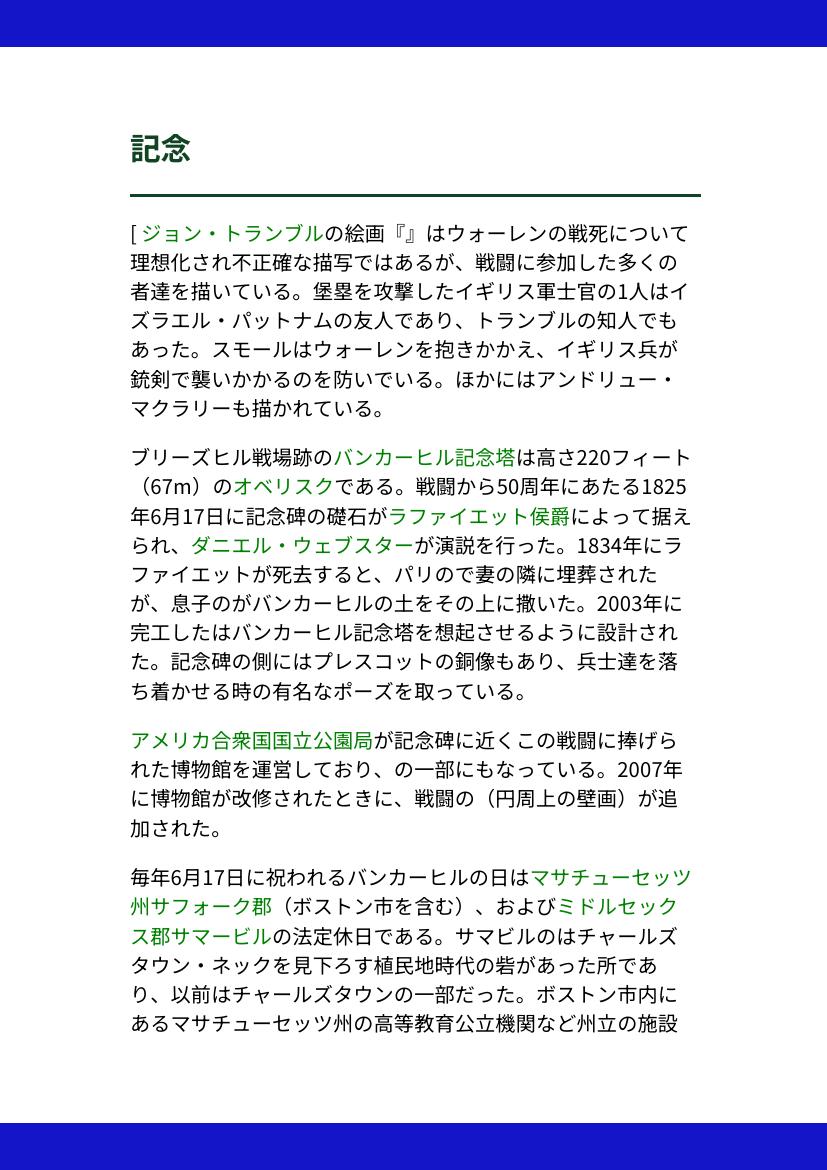 記念
[ ジョン・トランブルの絵画『』はウォーレンの戦死について
理想化され不正確な描写ではあるが、戦闘に参加した多くの
者達を描いている。堡塁を攻撃したイギリス軍士官の1人はイ
ズラエル・パットナムの友人であり、トランブルの知人でも
あった。スモールはウォーレンを抱きかかえ、イギリス兵が
銃剣で襲いかかるのを防いでいる。ほかにはアンドリュー・
マクラリーも描かれている。
ブリーズヒル戦場跡のバンカーヒル記念塔は高さ220フィート
（67m）のオベリスクである。戦闘から50周年にあたる1825
年6月17日に記念碑の礎石がラファイエット侯爵によって据え
られ、ダニエル・ウェブスターが演説を行った。1834年にラ
ファイエットが死去すると、パリので妻の隣に埋葬された
が、息子のがバンカーヒルの土をその上に撒いた。2003年に
完工したはバンカーヒル記念塔を想起させるように設計され
た。記念碑の側にはプレスコットの銅像もあり、兵士達を落
ち着かせる時の有名なポーズを取っている。
アメリカ合衆国国立公園局が記念碑に近くこの戦闘に捧げら
れた博物館を運営しており、の一部にもなっている。2007年
に博物館が改修されたときに、戦闘の（円周上の壁画）が追
加された。
毎年6月17日に祝われるバンカーヒルの日はマサチューセッツ
州サフォーク郡（ボストン市を含む）、およびミドルセック
ス郡サマービルの法定休日である。サマビルのはチャールズ
タウン・ネックを見下ろす植民地時代の砦があった所であ
り、以前はチャールズタウンの一部だった。ボストン市内に
あるマサチューセッツ州の高等教育公立機関など州立の施設